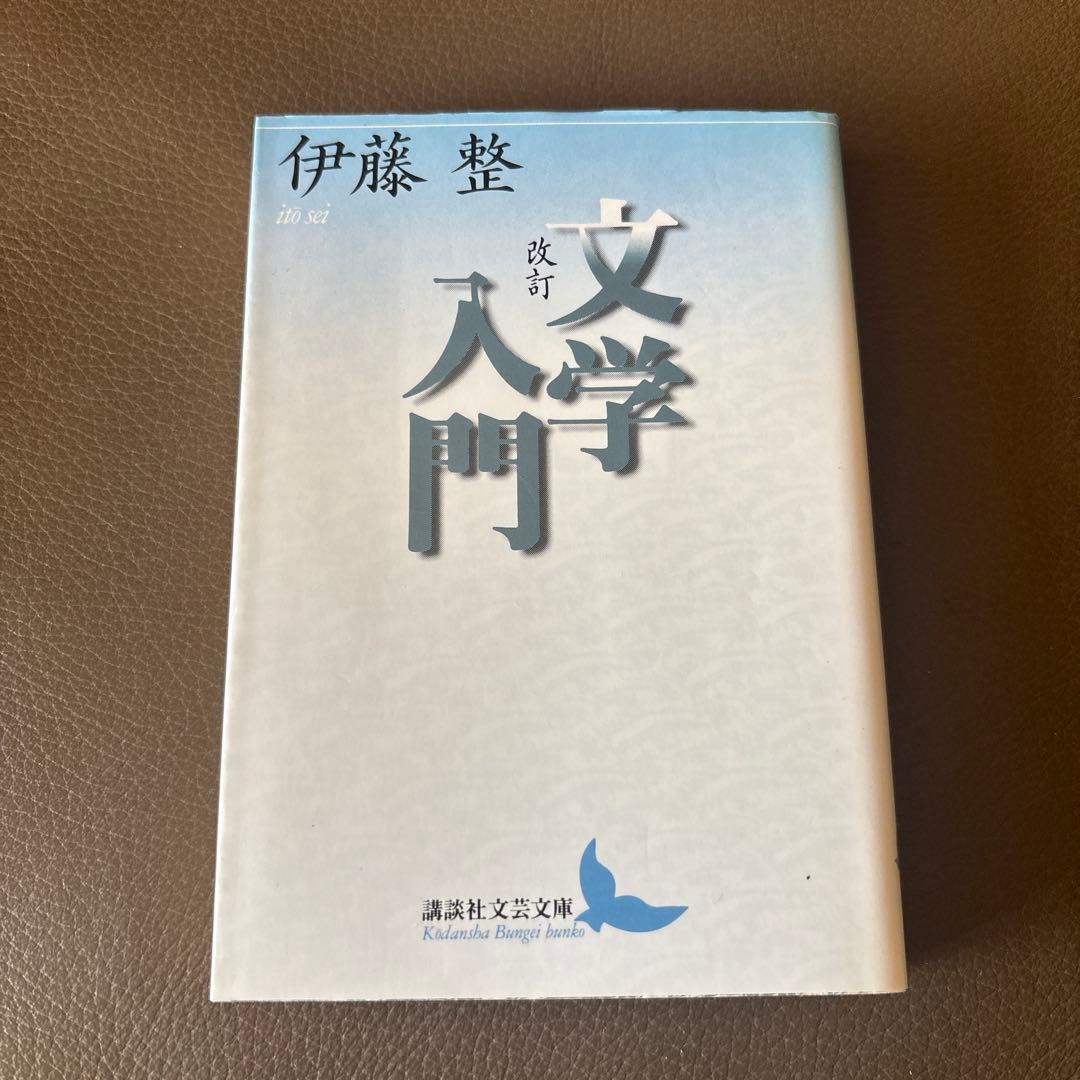 伊藤 整
itō sei
改訂
文学
入門
講談社文芸文庫
Kōdansha Bungei bunko